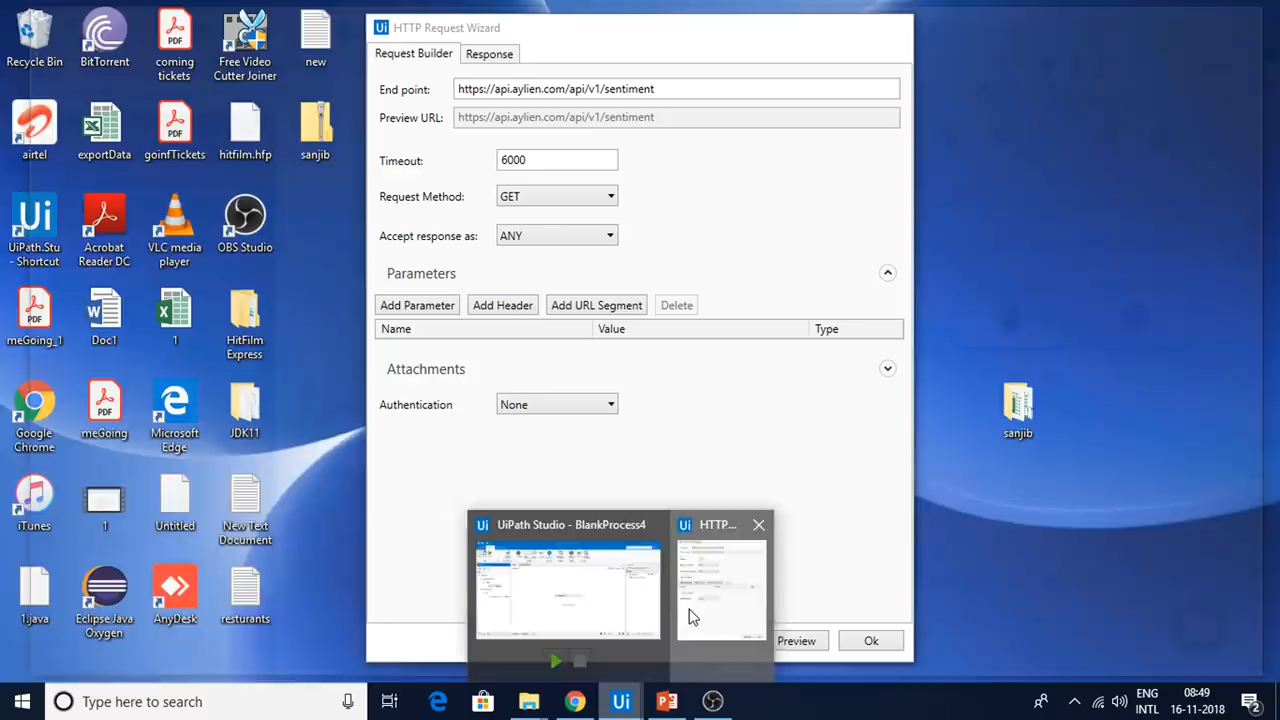 Recycle Bin
BitTorrent
coming
tickets
Free Video
Cutter Joiner
new
airtel
exportData
goinfTickets
hitfilm.hfp
sanjib
UiPath.Stu
- Shortcut
Acrobat
Reader DC
VLC media
player
OBS Studio
meGoing_1
Doc1
1
HitFilm
Express
Google
Chrome
meGoing
Microsoft
Edge
JDK11
iTunes
1
Untitled
New Text
Document
1.java
Eclipse Java
Oxygen
AnyDesk
resturants
sanjib
Ui HTTP Request Wizard
Request Builder Response
End point: https://api.aylien.com/api/v1/sentiment
Preview URL: https://api.aylien.com/api/v1/sentiment
Timeout: 6000
Request Method: GET
Accept response as: ANY
Parameters
Add Parameter Add Header Add URL Segment Delete
Name Value Type
Attachments
Authentication None
Ui UiPath Studio - BlankProcess4
Ui HTTP...
Preview Ok
Type here to search
ENG
INTL
08:49
16-11-2018
2